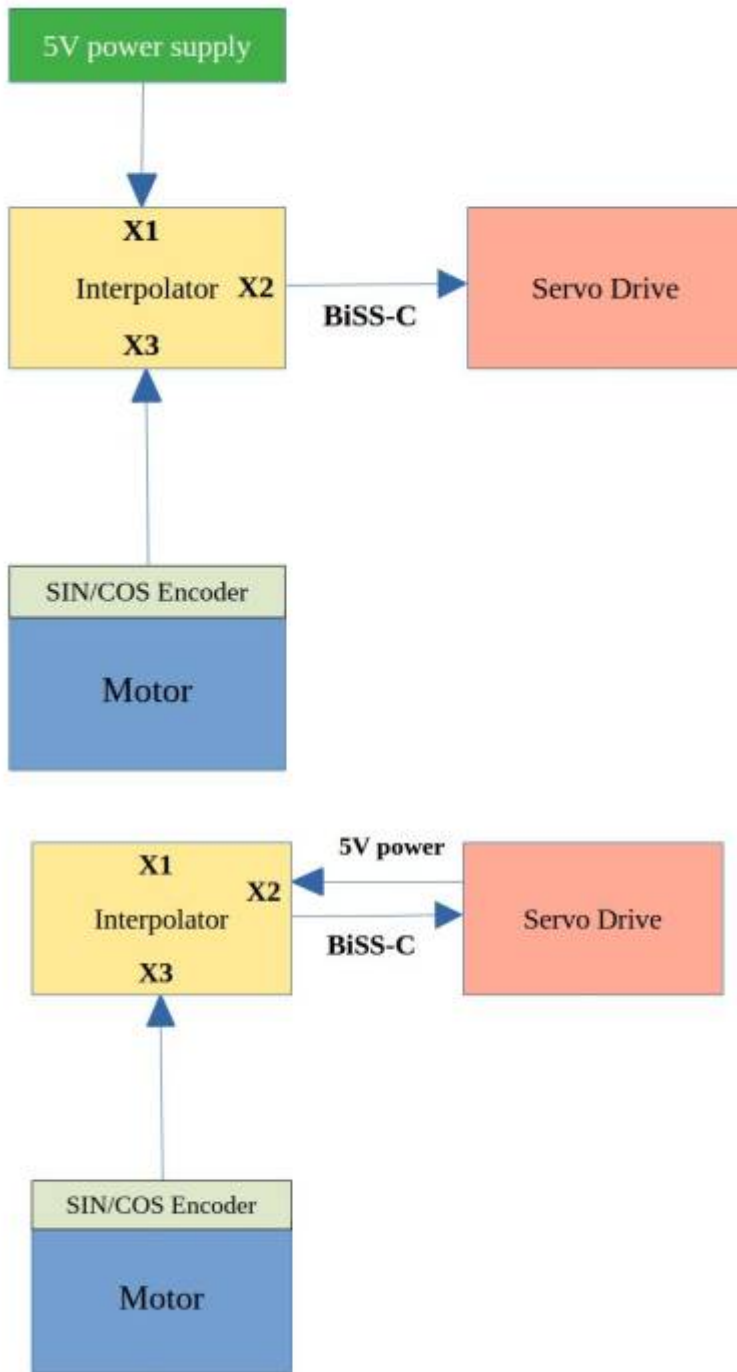 5V power supply
X1
Interpolator X2
Servo Drive
BiSS-C
X3
SIN/COS Encoder
Motor
5V power
X1
X2
Interpolator
Servo Drive
BiSS-C
X3
SIN/COS Encoder
Motor